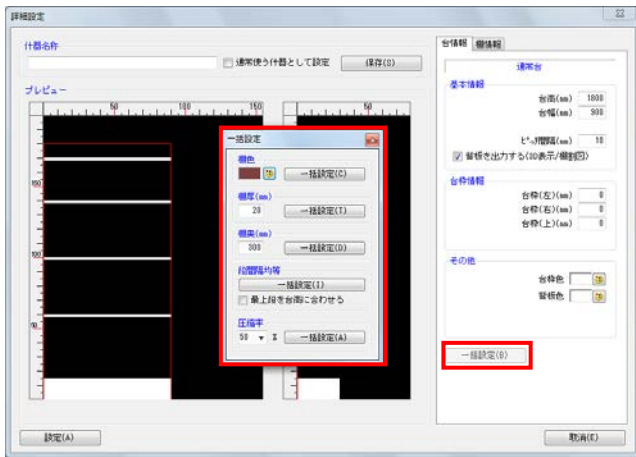 詳細設定
什器名称
通常使う什器として設定
保存(S)
プレビュー
50 100 150
50
150
100
50
一括設定
棚色
一括設定(C)
棚厚(mm)
20 一括設定(T)
棚奥(mm)
300 一括設定(D)
段間隔均等
一括設定(I)
最上段を台高に合わせる
圧縮率
50 % 一括設定(A)
台情報 棚情報
通常台
基本情報
台高(mm) 1800
台幅(mm) 900
ピッチ間隔(mm) 10
背板を出力する(3D表示/棚割図)
台枠情報
台枠(左)(mm) 0
台枠(右)(mm) 0
台枠(上)(mm) 0
その他
台枠色
背板色
一括設定(B)
設定(A)
取消(E)